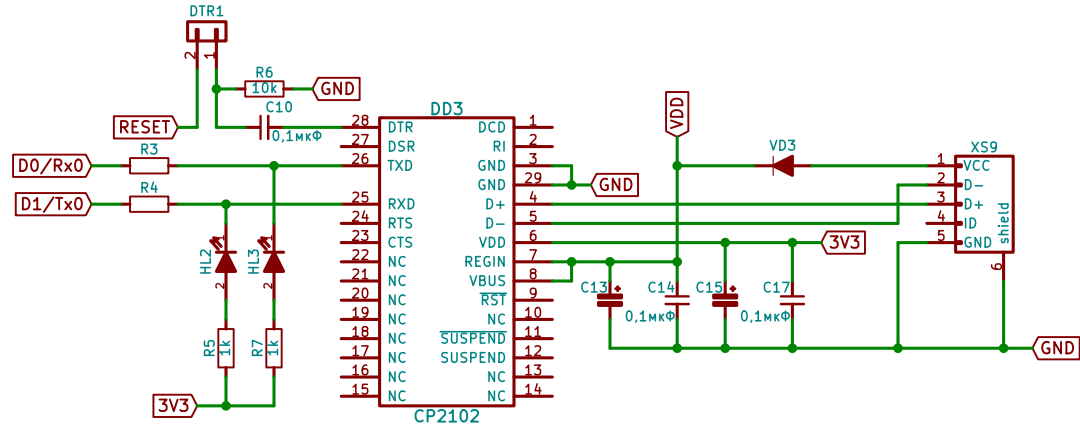 DTR1
2 1
R6
10k
GND
C10
0,1мкФ
RESET
D0/Rx0
R3
D1/Tx0
R4
HL2
1
2
HL3
1
2
R5
1k
R7
1k
3V3
DD3
28 DTR
27 DSR
26 TXD
25 RXD
24 RTS
23 CTS
22 NC
21 NC
20 NC
19 NC
18 NC
17 NC
16 NC
15 NC
DCD 1
RI 2
GND 3
GND 29
D+ 4
D- 5
VDD 6
REGIN 7
VBUS 8
RST 9
NC 10
SUSPEND 11
SUSPEND 12
NC 13
NC 14
CP2102
GND
VDD
VD3
3V3
C13
C14
0,1мкФ
C15
C17
0,1мкФ
XS9
1 VCC
2 D-
3 D+
4 ID
5 GND
shield
6
GND